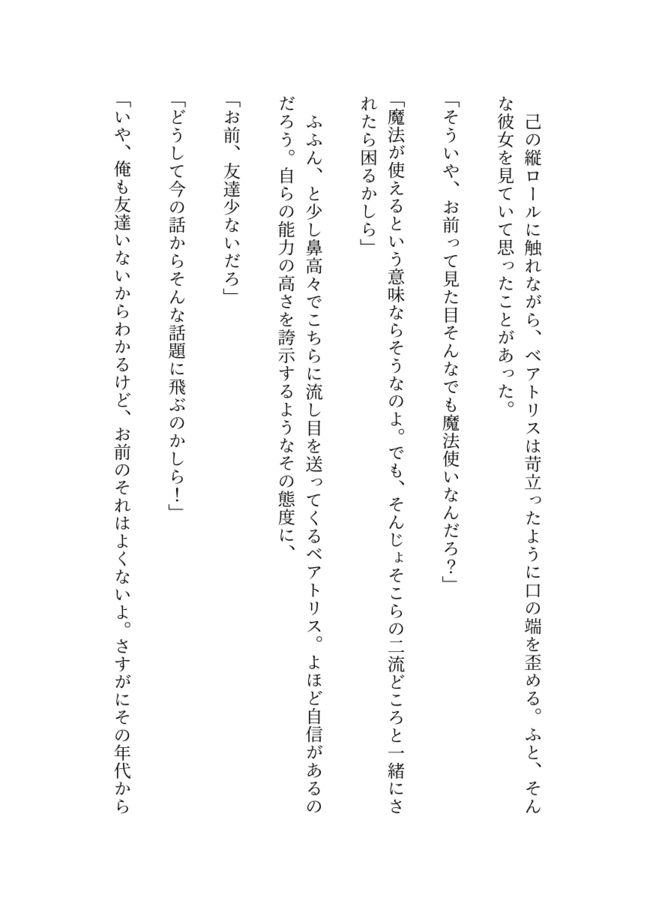 己の縦ロールに触れながら、ベアトリスは苛立ったように口の端を歪める。ふと、そん
な彼女を見ていて思ったことがあった。
「そういや、お前って見た目そんなでも魔法使いなんだろ？」
「魔法が使えるという意味ならそうなのよ。でも、そんじょそこらの二流どころと一緒にさ
れたら困るかしら」
ふふん、と少し鼻高々でこちらに流し目を送ってくるベアトリス。よほど自信があるの
だろう。自らの能力の高さを誇示するようなその態度に、
「お前、友達少ないだろ」
「どうして今の話からそんな話題に飛ぶのかしら！」
「いや、俺も友達いないからわかるけど、お前のそれはよくないよ。さすがにその年代から